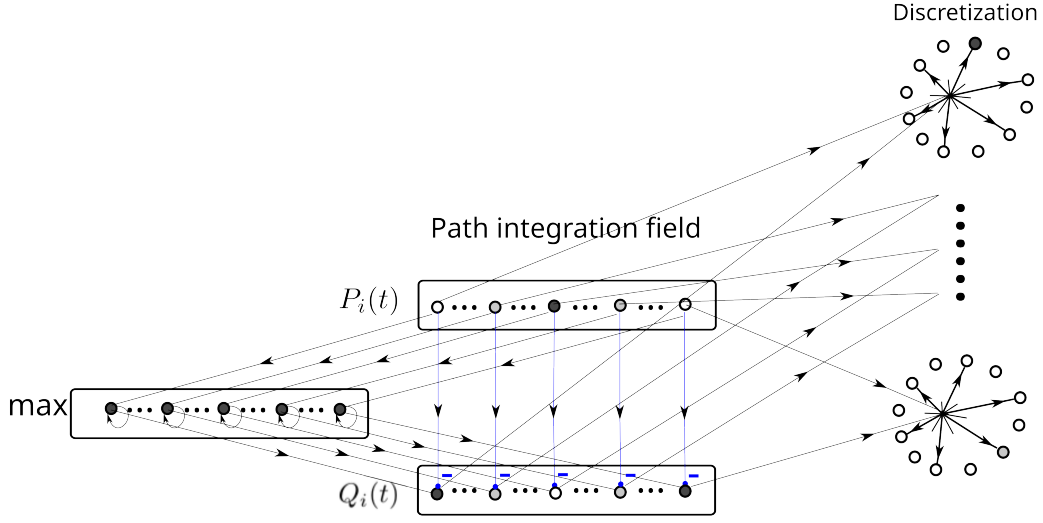 Discretization
Path integration field
P_i(t)
max
Q_i(t)